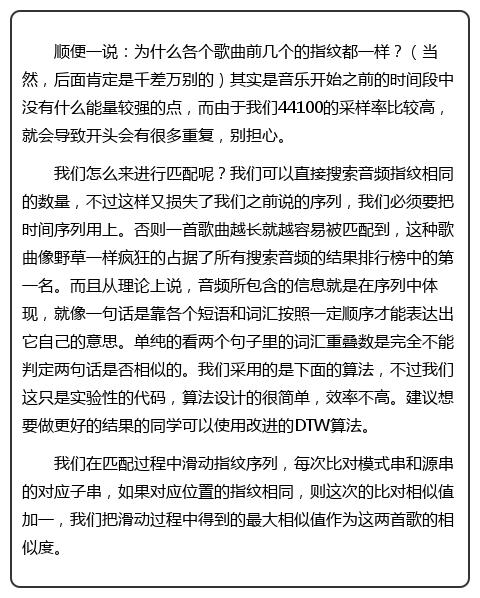 顺便一说：为什么各个歌曲前几个的指纹都一样？（当
然，后面肯定是千差万别的）其实是音乐开始之前的时间段中
没有什么能量较强的点，而由于我们44100的采样率比较高，
就会导致开头会有很多重复，别担心。
我们怎么来进行匹配呢？我们可以直接搜索音频指纹相同
的数量，不过这样又损失了我们之前说的序列，我们必须要把
时间序列用上。否则一首歌曲越长就越容易被匹配到，这种歌
曲像野草一样疯狂的占据了所有搜索音频的结果排行榜中的第
一名。而且从理论上说，音频所包含的信息就是在序列中体
现，就像一句话是靠各个短语和词汇按照一定顺序才能表达出
它自己的意思。单纯的看两个句子里的词汇重叠数是完全不能
判定两句话是否相似的。我们采用的是下面的算法，不过我们
这只是实验性的代码，算法设计的很简单，效率不高。建议想
要做更好的结果的同学可以使用改进的DTW算法。
我们在匹配过程中滑动指纹序列，每次比对模式串和源串
的对应子串，如果对应位置的指纹相同，则这次的比对相似值
加一，我们把滑动过程中得到的最大相似值作为这两首歌的相
似度。